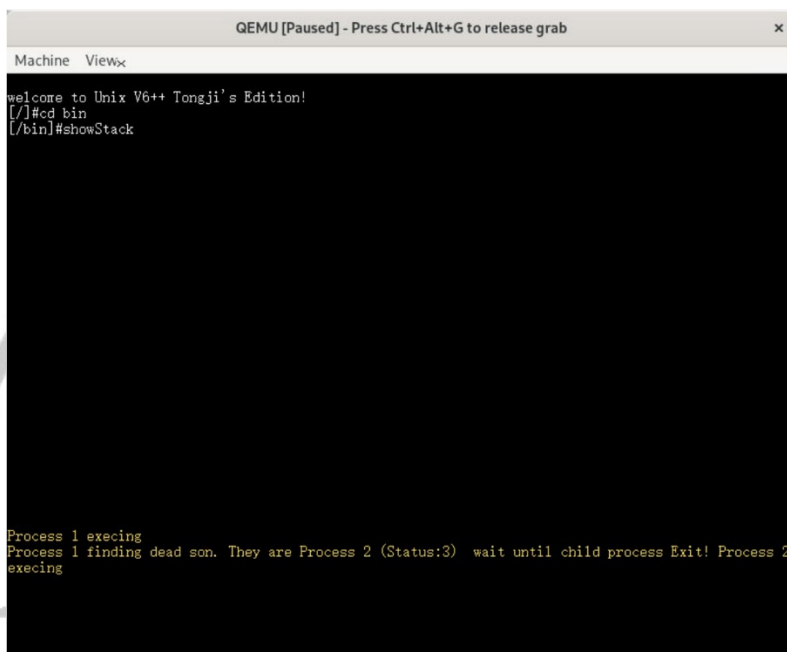 QEMU [Paused] - Press Ctrl+Alt+G to release grab ×
Machine View×
welcome to Unix V6++ Tongji's Edition!
[/]#cd bin
[/bin]#showStack
Process 1 execing
Process 1 finding dead son. They are Process 2 (Status:3) wait until child process Exit! Process 2
execing